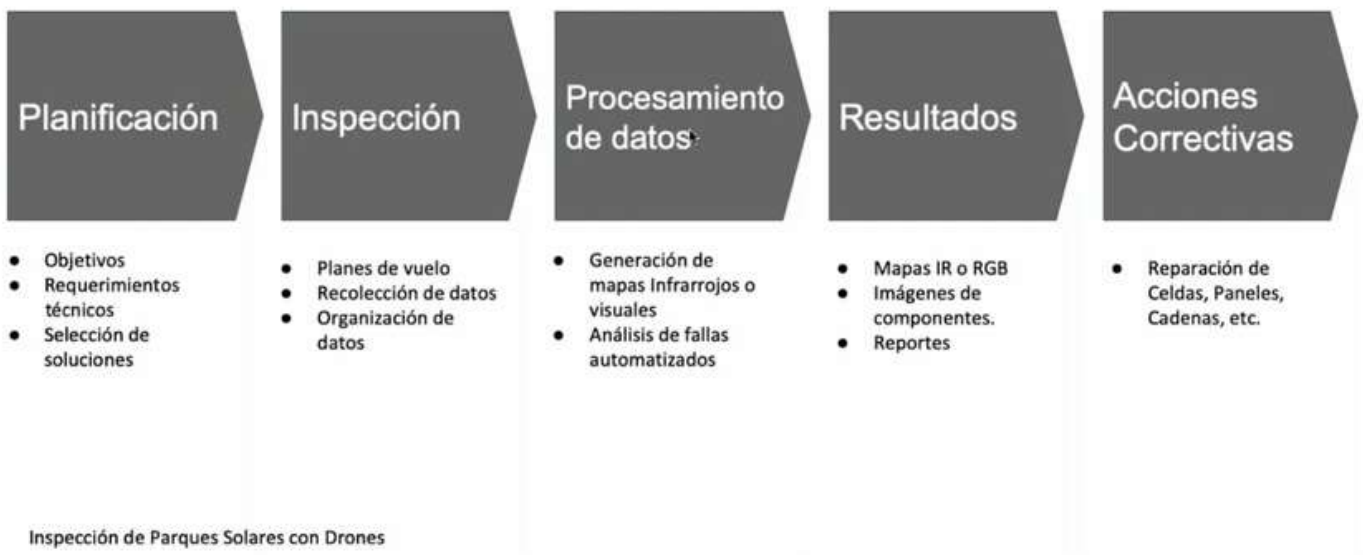 Planificación
Inspección
Procesamiento
de datos
Resultados
Acciones
Correctivas
● Objetivos
● Requerimientos
técnicos
● Selección de
soluciones
● Planes de vuelo
● Recolección de datos
● Organización de
datos
● Generación de
mapas Infrarrojos o
visuales
● Análisis de fallas
automatizados
● Mapas IR o RGB
● Imágenes de
componentes.
● Reportes
● Reparación de
Celdas, Paneles,
Cadenas, etc.
Inspección de Parques Solares con Drones